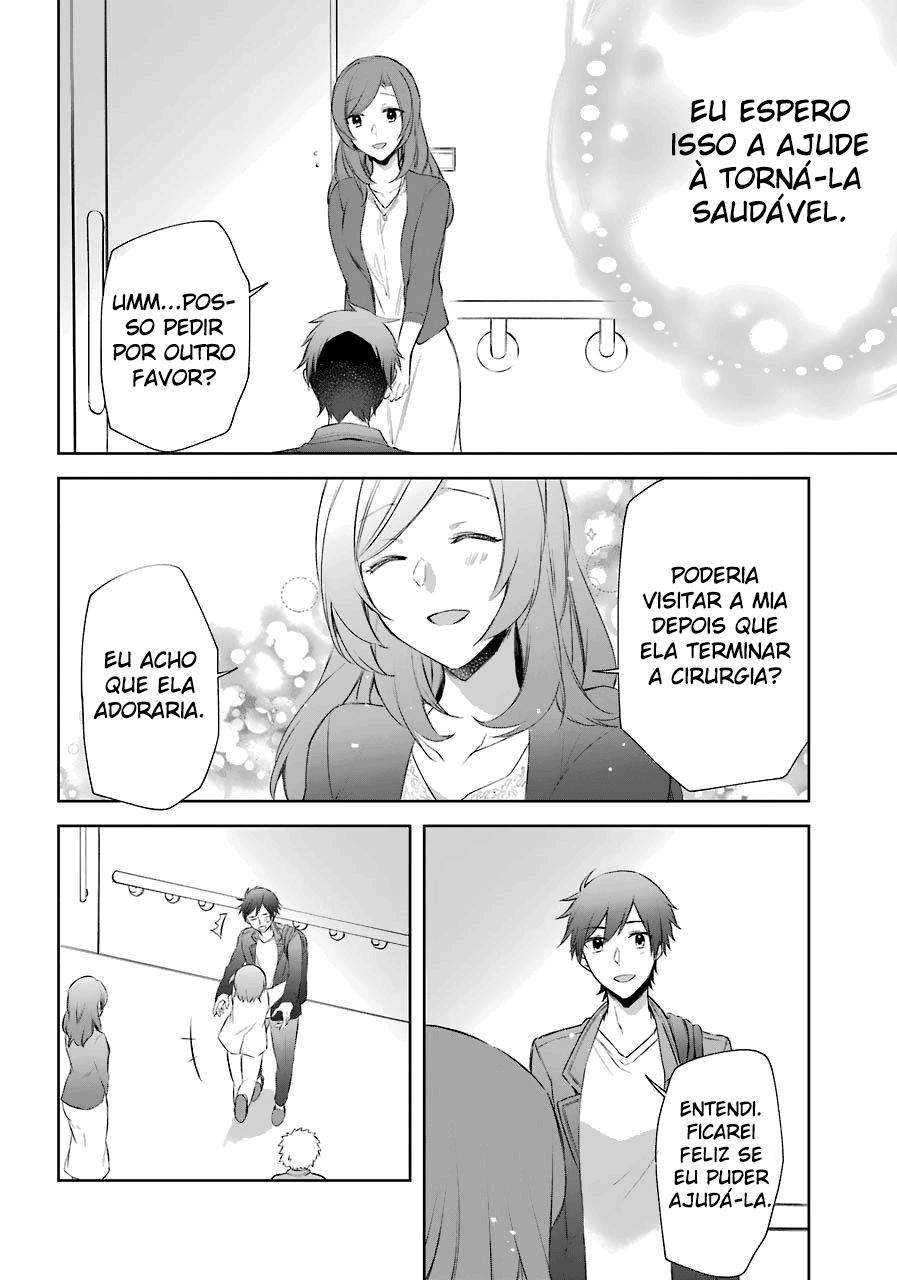 EU ESPERO
ISSO A AJUDE
À TORNÁ-LA
SAUDÁVEL.
UMM...POS-
SO PEDIR
POR OUTRO
FAVOR?
PODERIA
VISITAR A MIA
DEPOIS QUE
ELA TERMINAR
A CIRURGIA?
EU ACHO
QUE ELA
ADORARIA.
ENTENDI.
FICAREI
FELIZ SE
EU PUDER
AJUDÁ-LA.